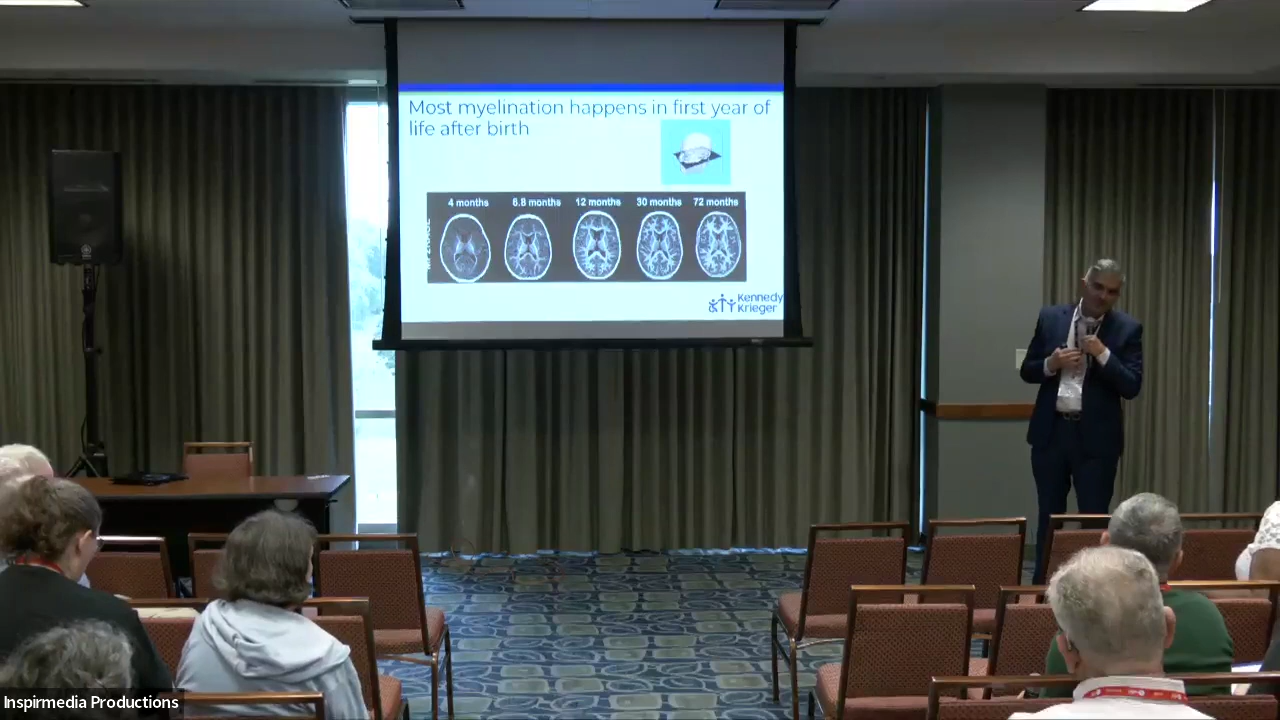 Most myelination happens in first year of
life after birth
4 months
6.8 months
12 months
30 months
72 months
Kennedy
Krieger
Inspirmedia Productions